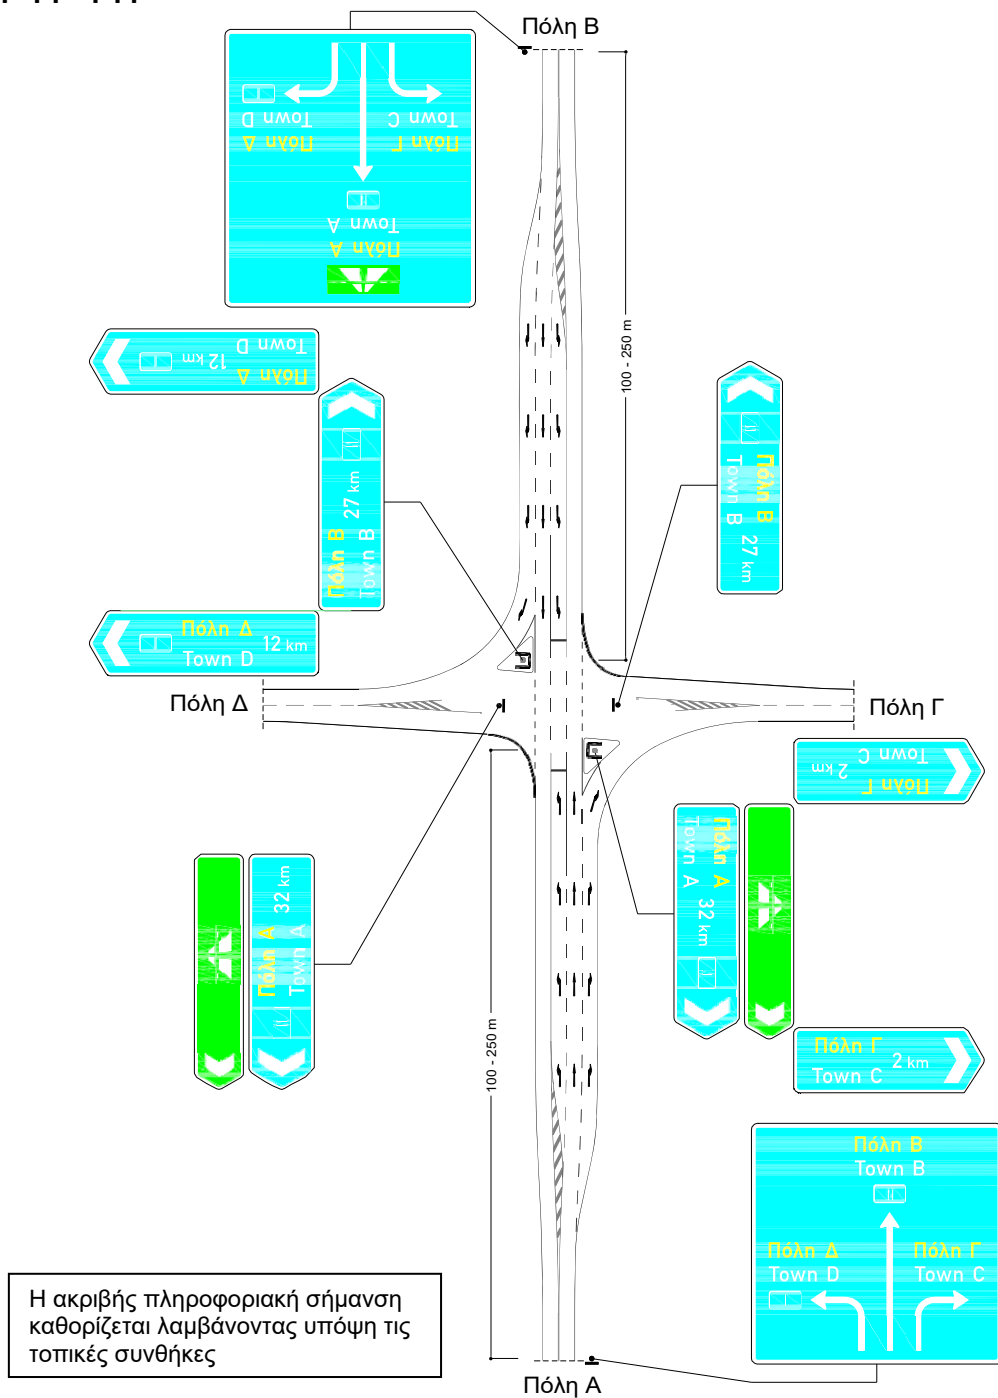 Πόλη Β
Town D
Πόλη Δ
Town C
Πόλη Γ
Town A
Πόλη Α
Town D
Πόλη Δ
12 km
Πόλη Β
Town B
27 km
Πόλη Β
Town B
27 km
100 - 250 m
Πόλη Δ
Town D
12 km
Πόλη Δ
Πόλη Γ
Town C
Πόλη Γ
2 km
Πόλη Α
Town A
32 km
Πόλη Α
Town A
32 km
100 - 250 m
Πόλη Γ
Town C
2 km
Πόλη Β
Town B
Πόλη Δ
Town D
Πόλη Γ
Town C
Η ακριβής πληροφοριακή σήμανση
καθορίζεται λαμβάνοντας υπόψη τις
τοπικές συνθήκες
Πόλη Α